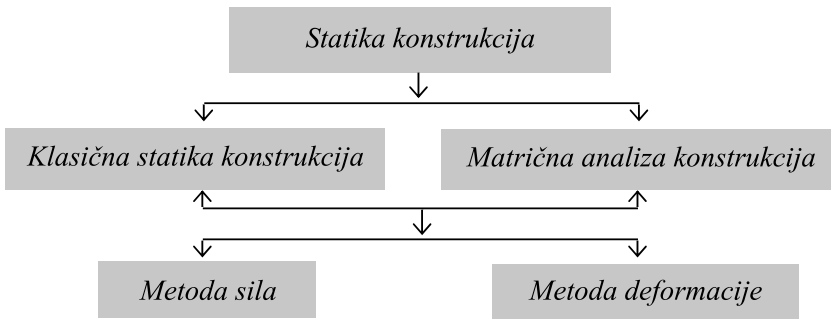 Statika konstrukcija
Klasična statika konstrukcija
Matrična analiza konstrukcija
Metoda sila
Metoda deformacije